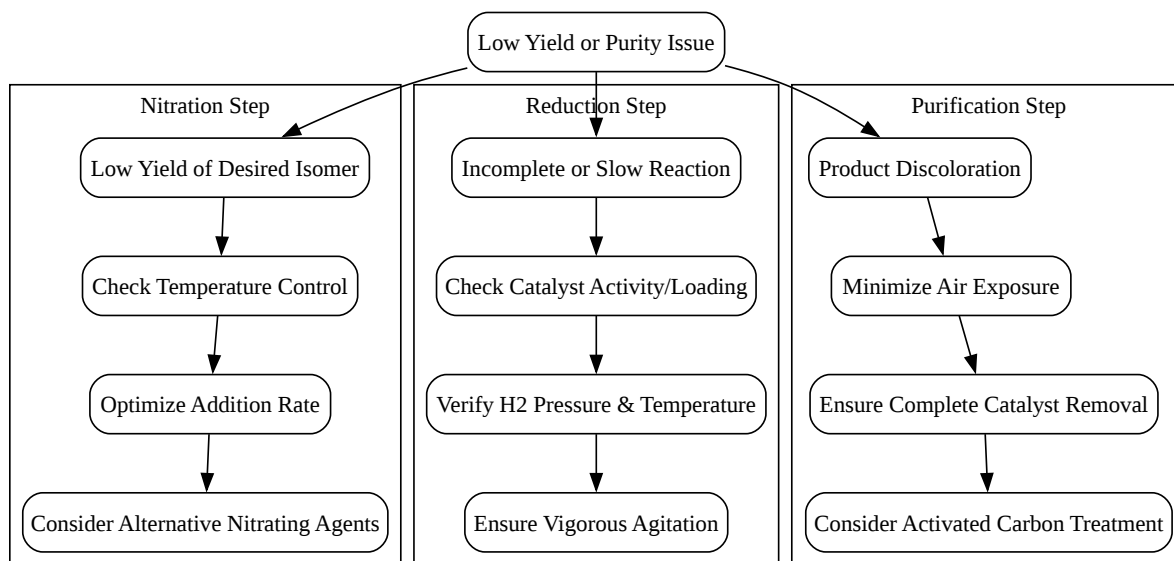 Low Yield or Purity Issue
Nitration Step
Low Yield of Desired Isomer
Check Temperature Control
Optimize Addition Rate
Consider Alternative Nitrating Agents
Reduction Step
Incomplete or Slow Reaction
Check Catalyst Activity/Loading
Verify H2 Pressure & Temperature
Ensure Vigorous Agitation
Purification Step
Product Discoloration
Minimize Air Exposure
Ensure Complete Catalyst Removal
Consider Activated Carbon Treatment